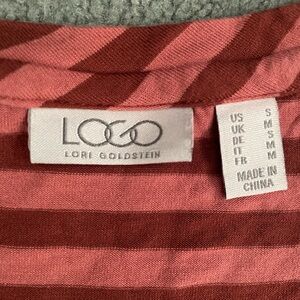 LOGO
LORI GOLDSTEIN
US S
UK M
DE S
IT M
FR M
MADE IN
CHINA